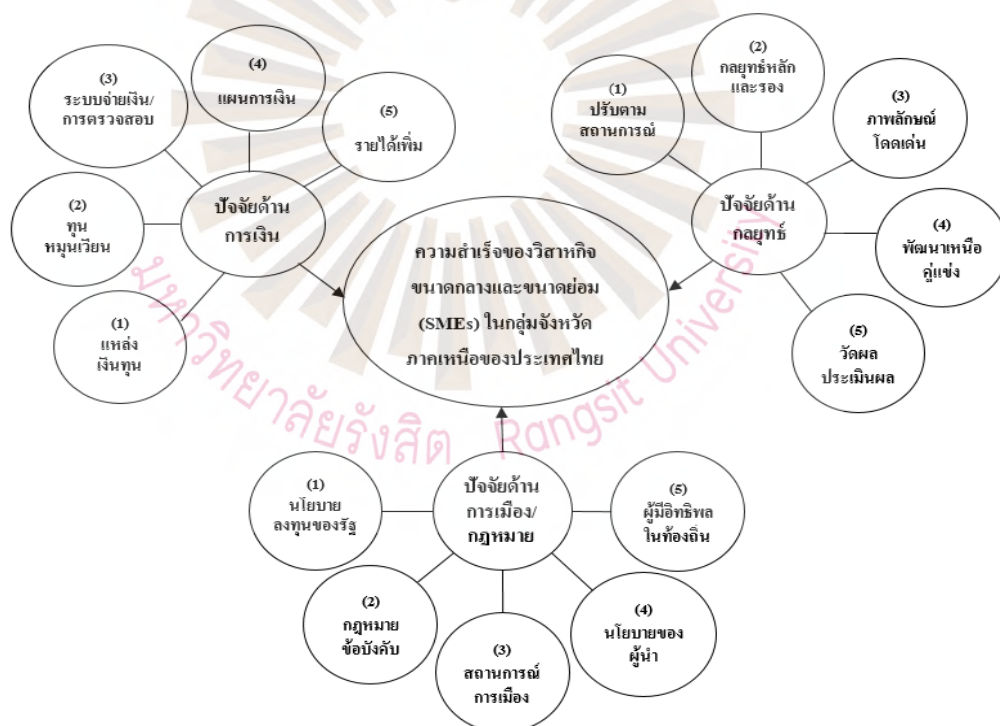 (3)
ระบบจ่ายเงิน/
การตรวจสอบ
(4)
แผนการเงิน
(5)
รายได้เพิ่ม
(2)
ทุน
หมุนเวียน
(1)
แหล่ง
เงินทุน
ปัจจัยด้าน
การเงิน
(1)
ปรับตาม
สถานการณ์
(2)
กลยุทธ์หลัก
และรอง
(3)
ภาพลักษณ์
โดดเด่น
(4)
พัฒนาเหนือ
คู่แข่ง
(5)
วัดผล
ประเมินผล
ปัจจัยด้าน
กลยุทธ์
ความสำเร็จของวิสาหกิจ
ขนาดกลางและขนาดย่อม
(SMEs) ในกลุ่มจังหวัด
ภาคเหนือของประเทศไทย
มหาวิทยาลัยรังสิต Rangsit University
ปัจจัยด้าน
การเมือง/
กฎหมาย
(1)
นโยบาย
ลงทุนของรัฐ
(2)
กฎหมาย
ข้อบังคับ
(3)
สถานการณ์
การเมือง
(4)
นโยบายของ
ผู้นำ
(5)
ผู้มีอิทธิพล
ในท้องถิ่น